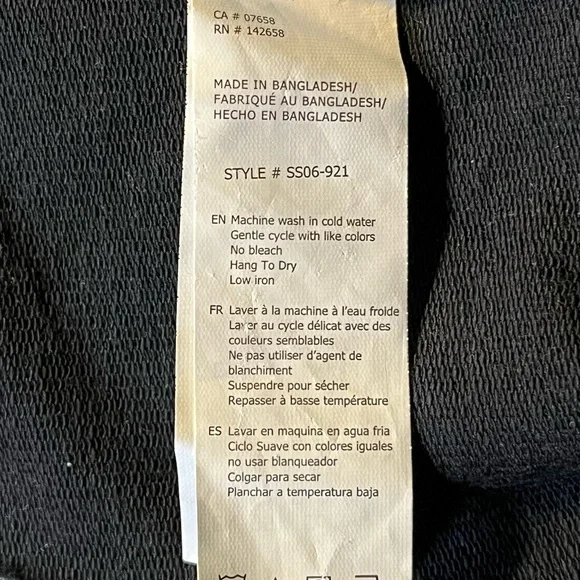 CA # 07658
RN # 142658
MADE IN BANGLADESH/
FABRIQUÉ AU BANGLADESH/
HECHO EN BANGLADESH
STYLE # SS06-921
EN Machine wash in cold water
Gentle cycle with like colors
No bleach
Hang To Dry
Low iron
FR Laver à la machine à l'eau froide
Laver au cycle délicat avec des
couleurs semblables
Ne pas utiliser d'agent de
blanchiment
Suspendre pour sécher
Repasser à basse température
ES Lavar en maquina en agua fria
Ciclo Suave con colores iguales
no usar blanqueador
Colgar para secar
Planchar a temperatura baja